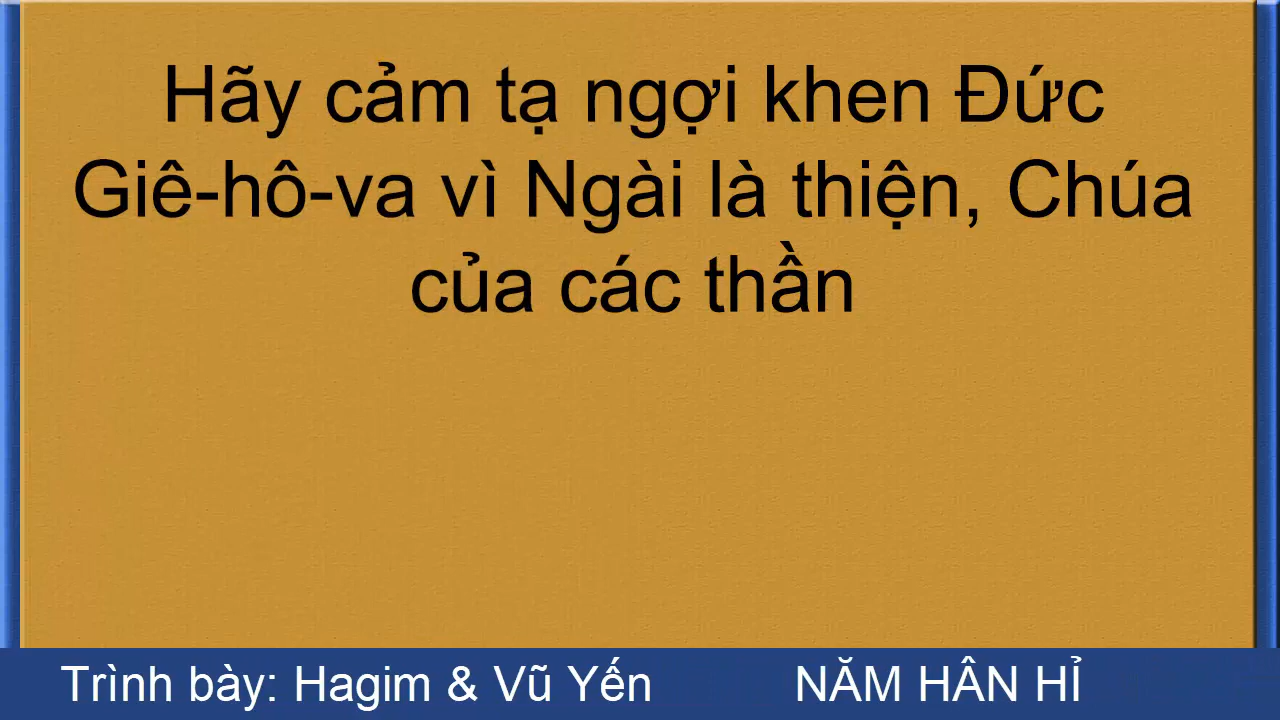 Hãy cảm tạ ngợi khen Đức
Giê-hô-va vì Ngài là thiện, Chúa
của các thần
Trình bày: Hagim & Vũ Yến NĂM HÂN HỈ